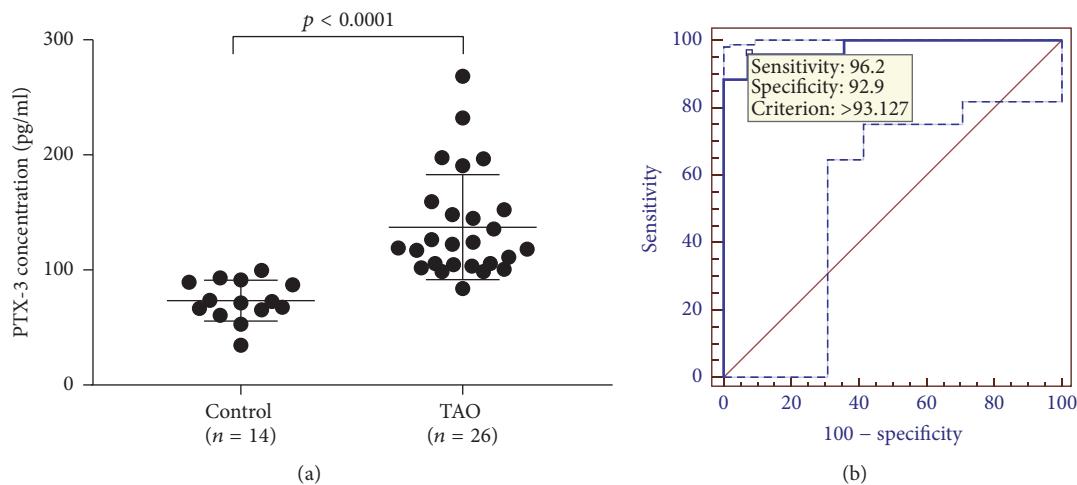 p < 0.0001
300
200
100
0
PTX-3 concentration (pg/ml)
Control
(n = 14)
TAO
(n = 26)
(a)
100
80
60
40
20
0
Sensitivity
Sensitivity: 96.2
Specificity: 92.9
Criterion: >93.127
0 20 40 60 80 100
100 − specificity
(b)